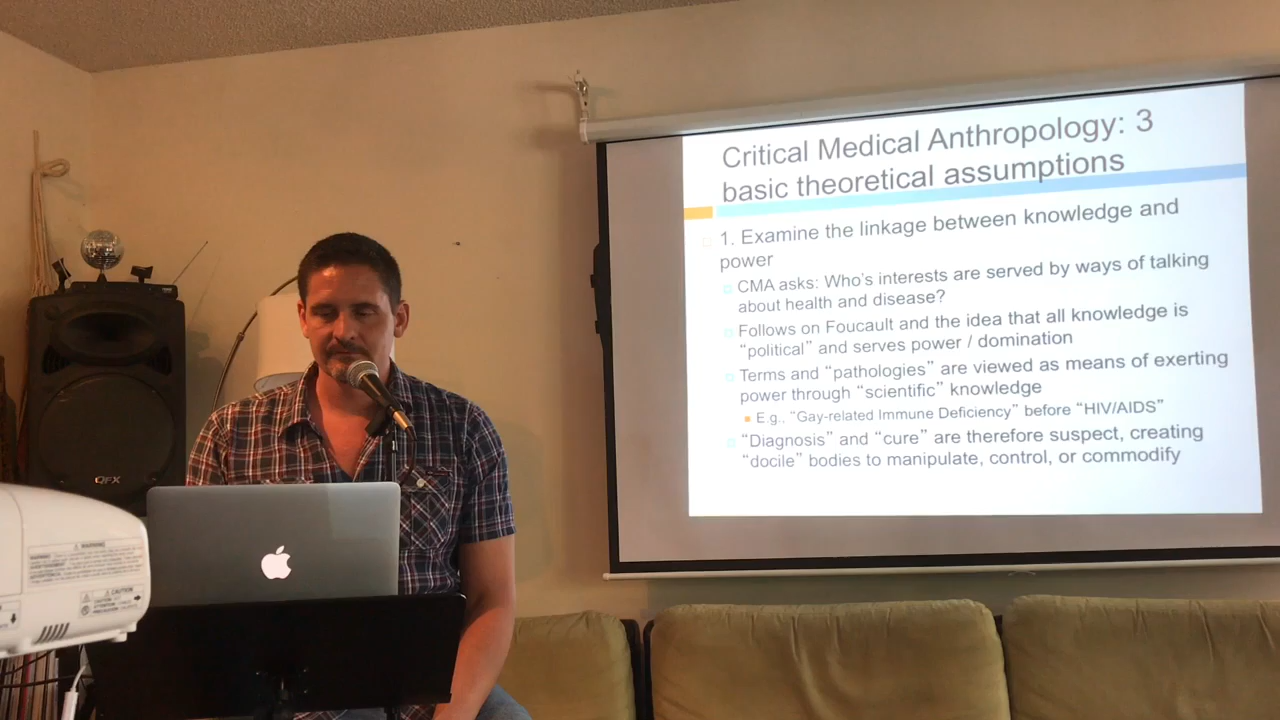 Critical Medical Anthropology: 3
basic theoretical assumptions
1. Examine the linkage between knowledge and
power
CMA asks: Who's interests are served by ways of talking
about health and disease?
Follows on Foucault and the idea that all knowledge is
"political" and serves power / domination
Terms and "pathologies" are viewed as means of exerting
power through "scientific" knowledge
E.g., "Gay-related Immune Deficiency" before "HIV/AIDS"
"Diagnosis" and "cure" are therefore suspect, creating
"docile" bodies to manipulate, control, or commodify
QFX
WARNING
CAUTION